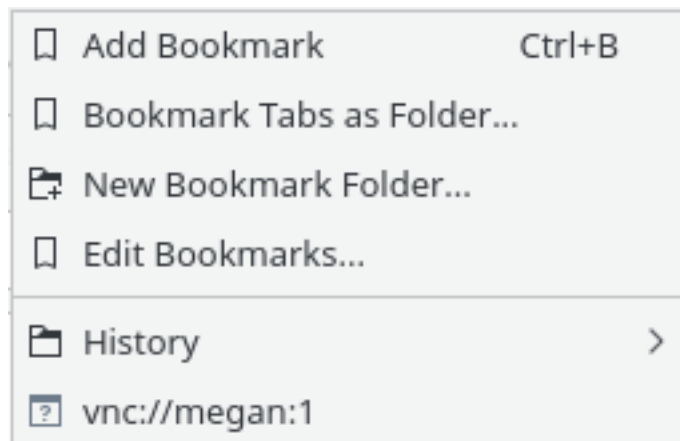 Add Bookmark Ctrl+B
Bookmark Tabs as Folder...
New Bookmark Folder...
Edit Bookmarks...
History
vnc://megan:1